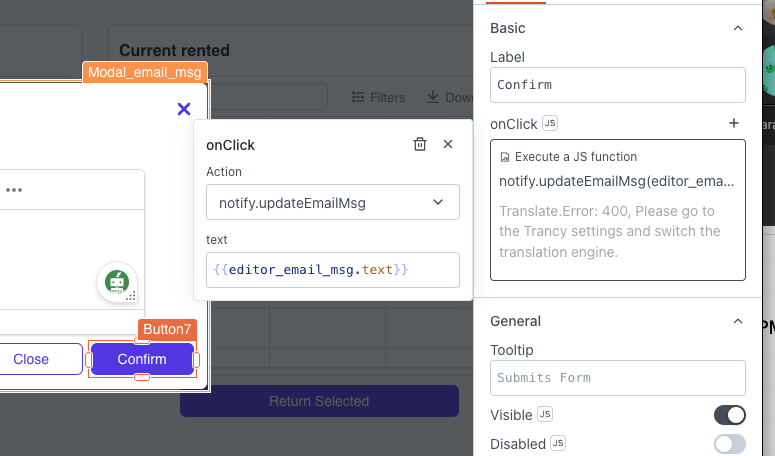 Basic
Current rented
Label
Modal_email_msg
Confirm
Filters
onClick JS
onClick
Execute a JS function
Action
notify.updateEmailMsg(editor_ema...
notify.updateEmailMsg
Translate.Error: 400, Please go to
the Trancy settings and switch the
translation engine.
text
{{editor_email_msg.text}}
General
Button7
Tooltip
Close
Confirm
Submits Form
Return Selected
Visible JS
Disabled JS